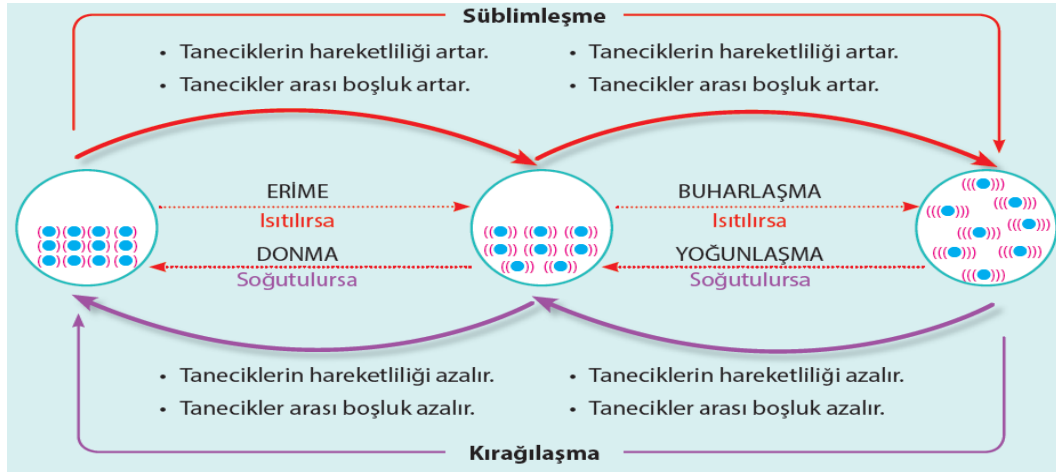 Süblimleşme
• Taneciklerin hareketliliği artar.
• Tanecikler arası boşluk artar.
• Taneciklerin hareketliliği artar.
• Tanecikler arası boşluk artar.
ERİME
Isıtılırsa
DONMA
Soğutulursa
BUHARLAŞMA
Isıtılırsa
YOĞUNLAŞMA
Soğutulursa
• Taneciklerin hareketliliği azalır.
• Tanecikler arası boşluk azalır.
• Taneciklerin hareketliliği azalır.
• Tanecikler arası boşluk azalır.
Kırağılaşma